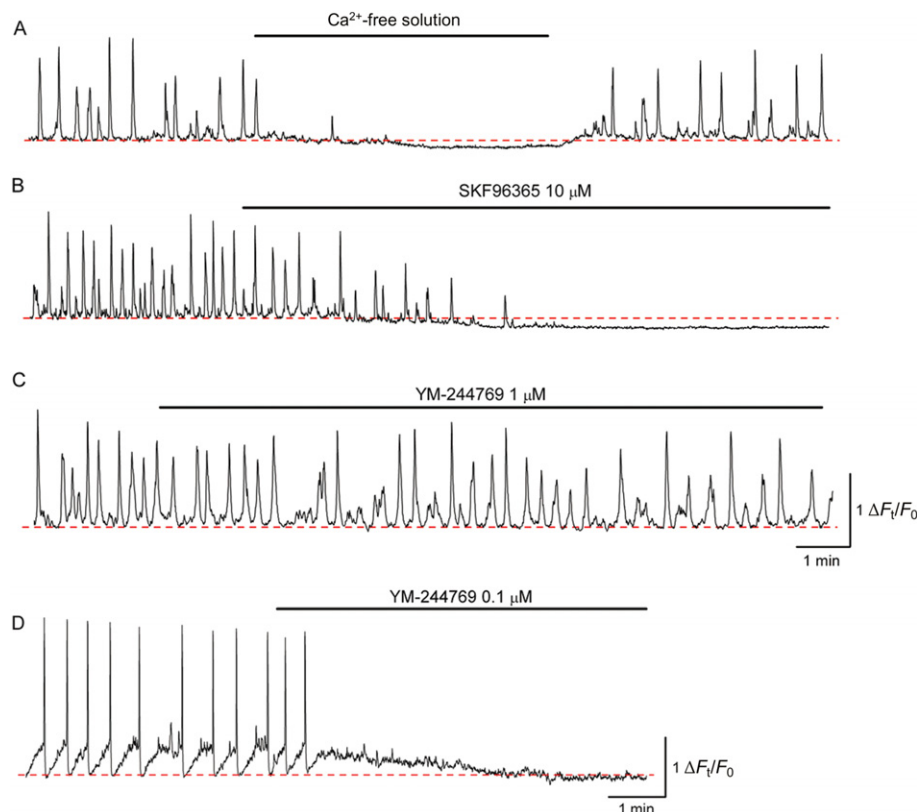 A
Ca²⁺-free solution
B
SKF96365 10 μM
C
YM-244769 1 μM
1 ΔFt/F0
1 min
YM-244769 0.1 μM
D
1 ΔFt/F0
1 min